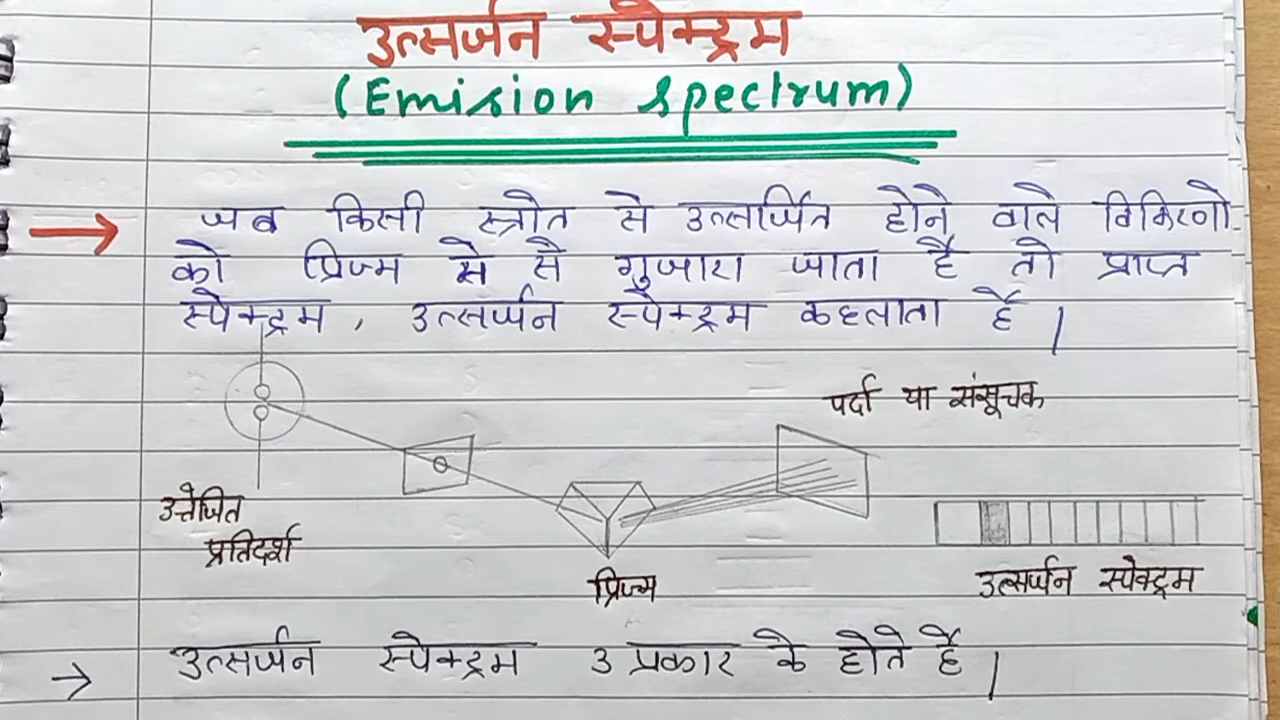 उत्सर्जन स्पेक्ट्रम
(Emision spectrum)
जब किसी स्त्रोत से उत्सर्जित होने वाले विकिरणो
को प्रिज्म से से गुजारा जाता है तो प्राप्त
स्पेक्ट्रम, उत्सर्जन स्पेक्ट्रम कहलाता है।
पर्दा या संसूचक
उत्तेजित
प्रतिदर्श
प्रिज्म
उत्सर्जन स्पेक्ट्रम
उत्सर्जन स्पेक्ट्रम 3 प्रकार के होते है।